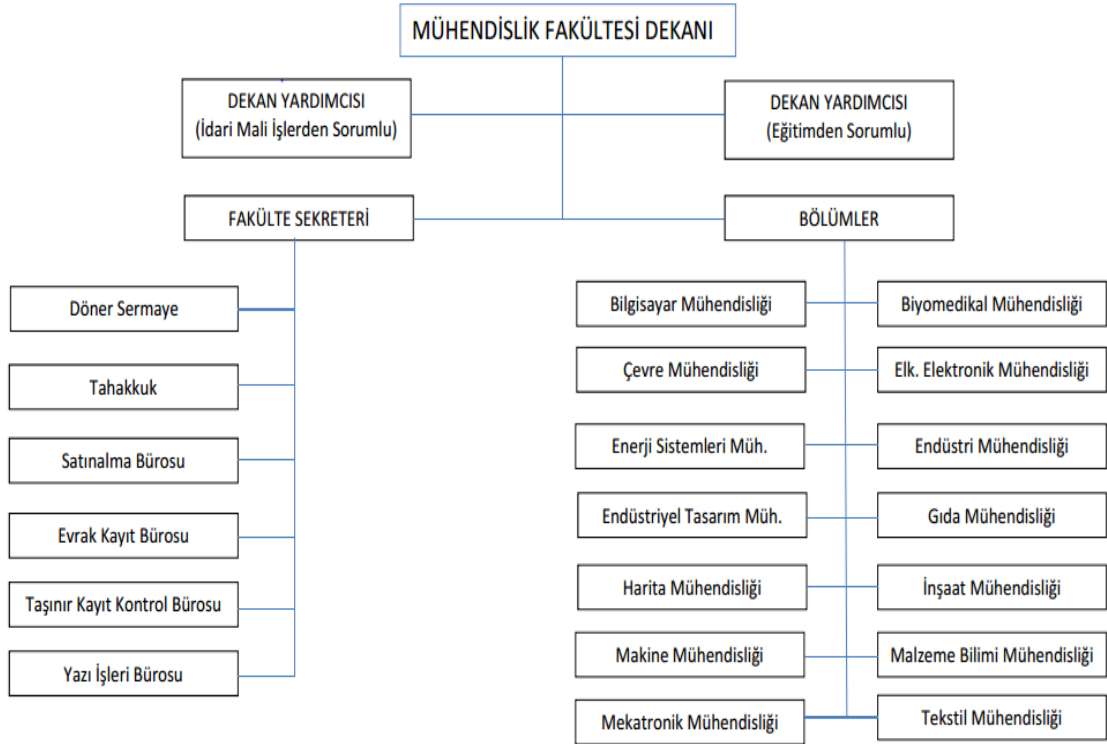 MÜHENDİSLİK FAKÜLTESİ DEKANI
DEKAN YARDIMCISI
(İdari Mali İşlerden Sorumlu)
DEKAN YARDIMCISI
(Eğitimden Sorumlu)
FAKÜLTE SEKRETERİ
BÖLÜMLER
Döner Sermaye
Tahakkuk
Satınalma Bürosu
Evrak Kayıt Bürosu
Taşınır Kayıt Kontrol Bürosu
Yazı İşleri Bürosu
Bilgisayar Mühendisliği
Biyomedikal Mühendisliği
Çevre Mühendisliği
Elk. Elektronik Mühendisliği
Enerji Sistemleri Müh.
Endüstri Mühendisliği
Endüstriyel Tasarım Müh.
Gıda Mühendisliği
Harita Mühendisliği
İnşaat Mühendisliği
Makine Mühendisliği
Malzeme Bilimi Mühendisliği
Mekatronik Mühendisliği
Tekstil Mühendisliği